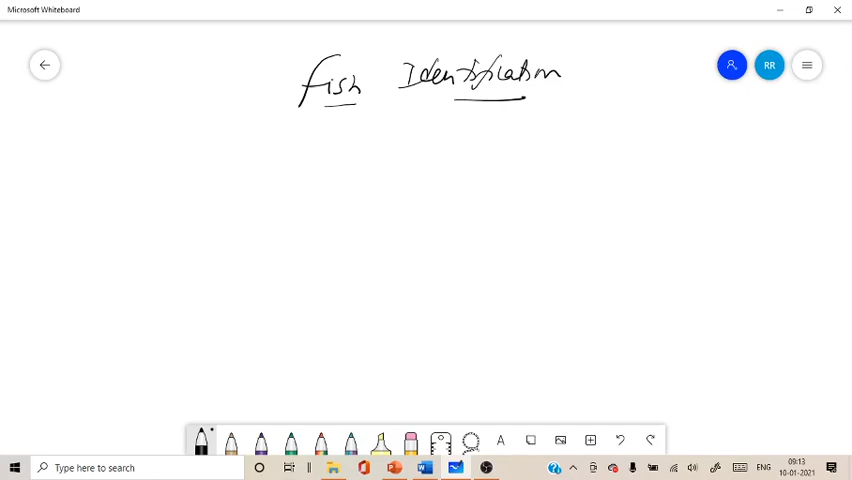 Microsoft Whiteboard
fish Identification
RR
A
Type here to search
ENG
09:13
10-01-2021